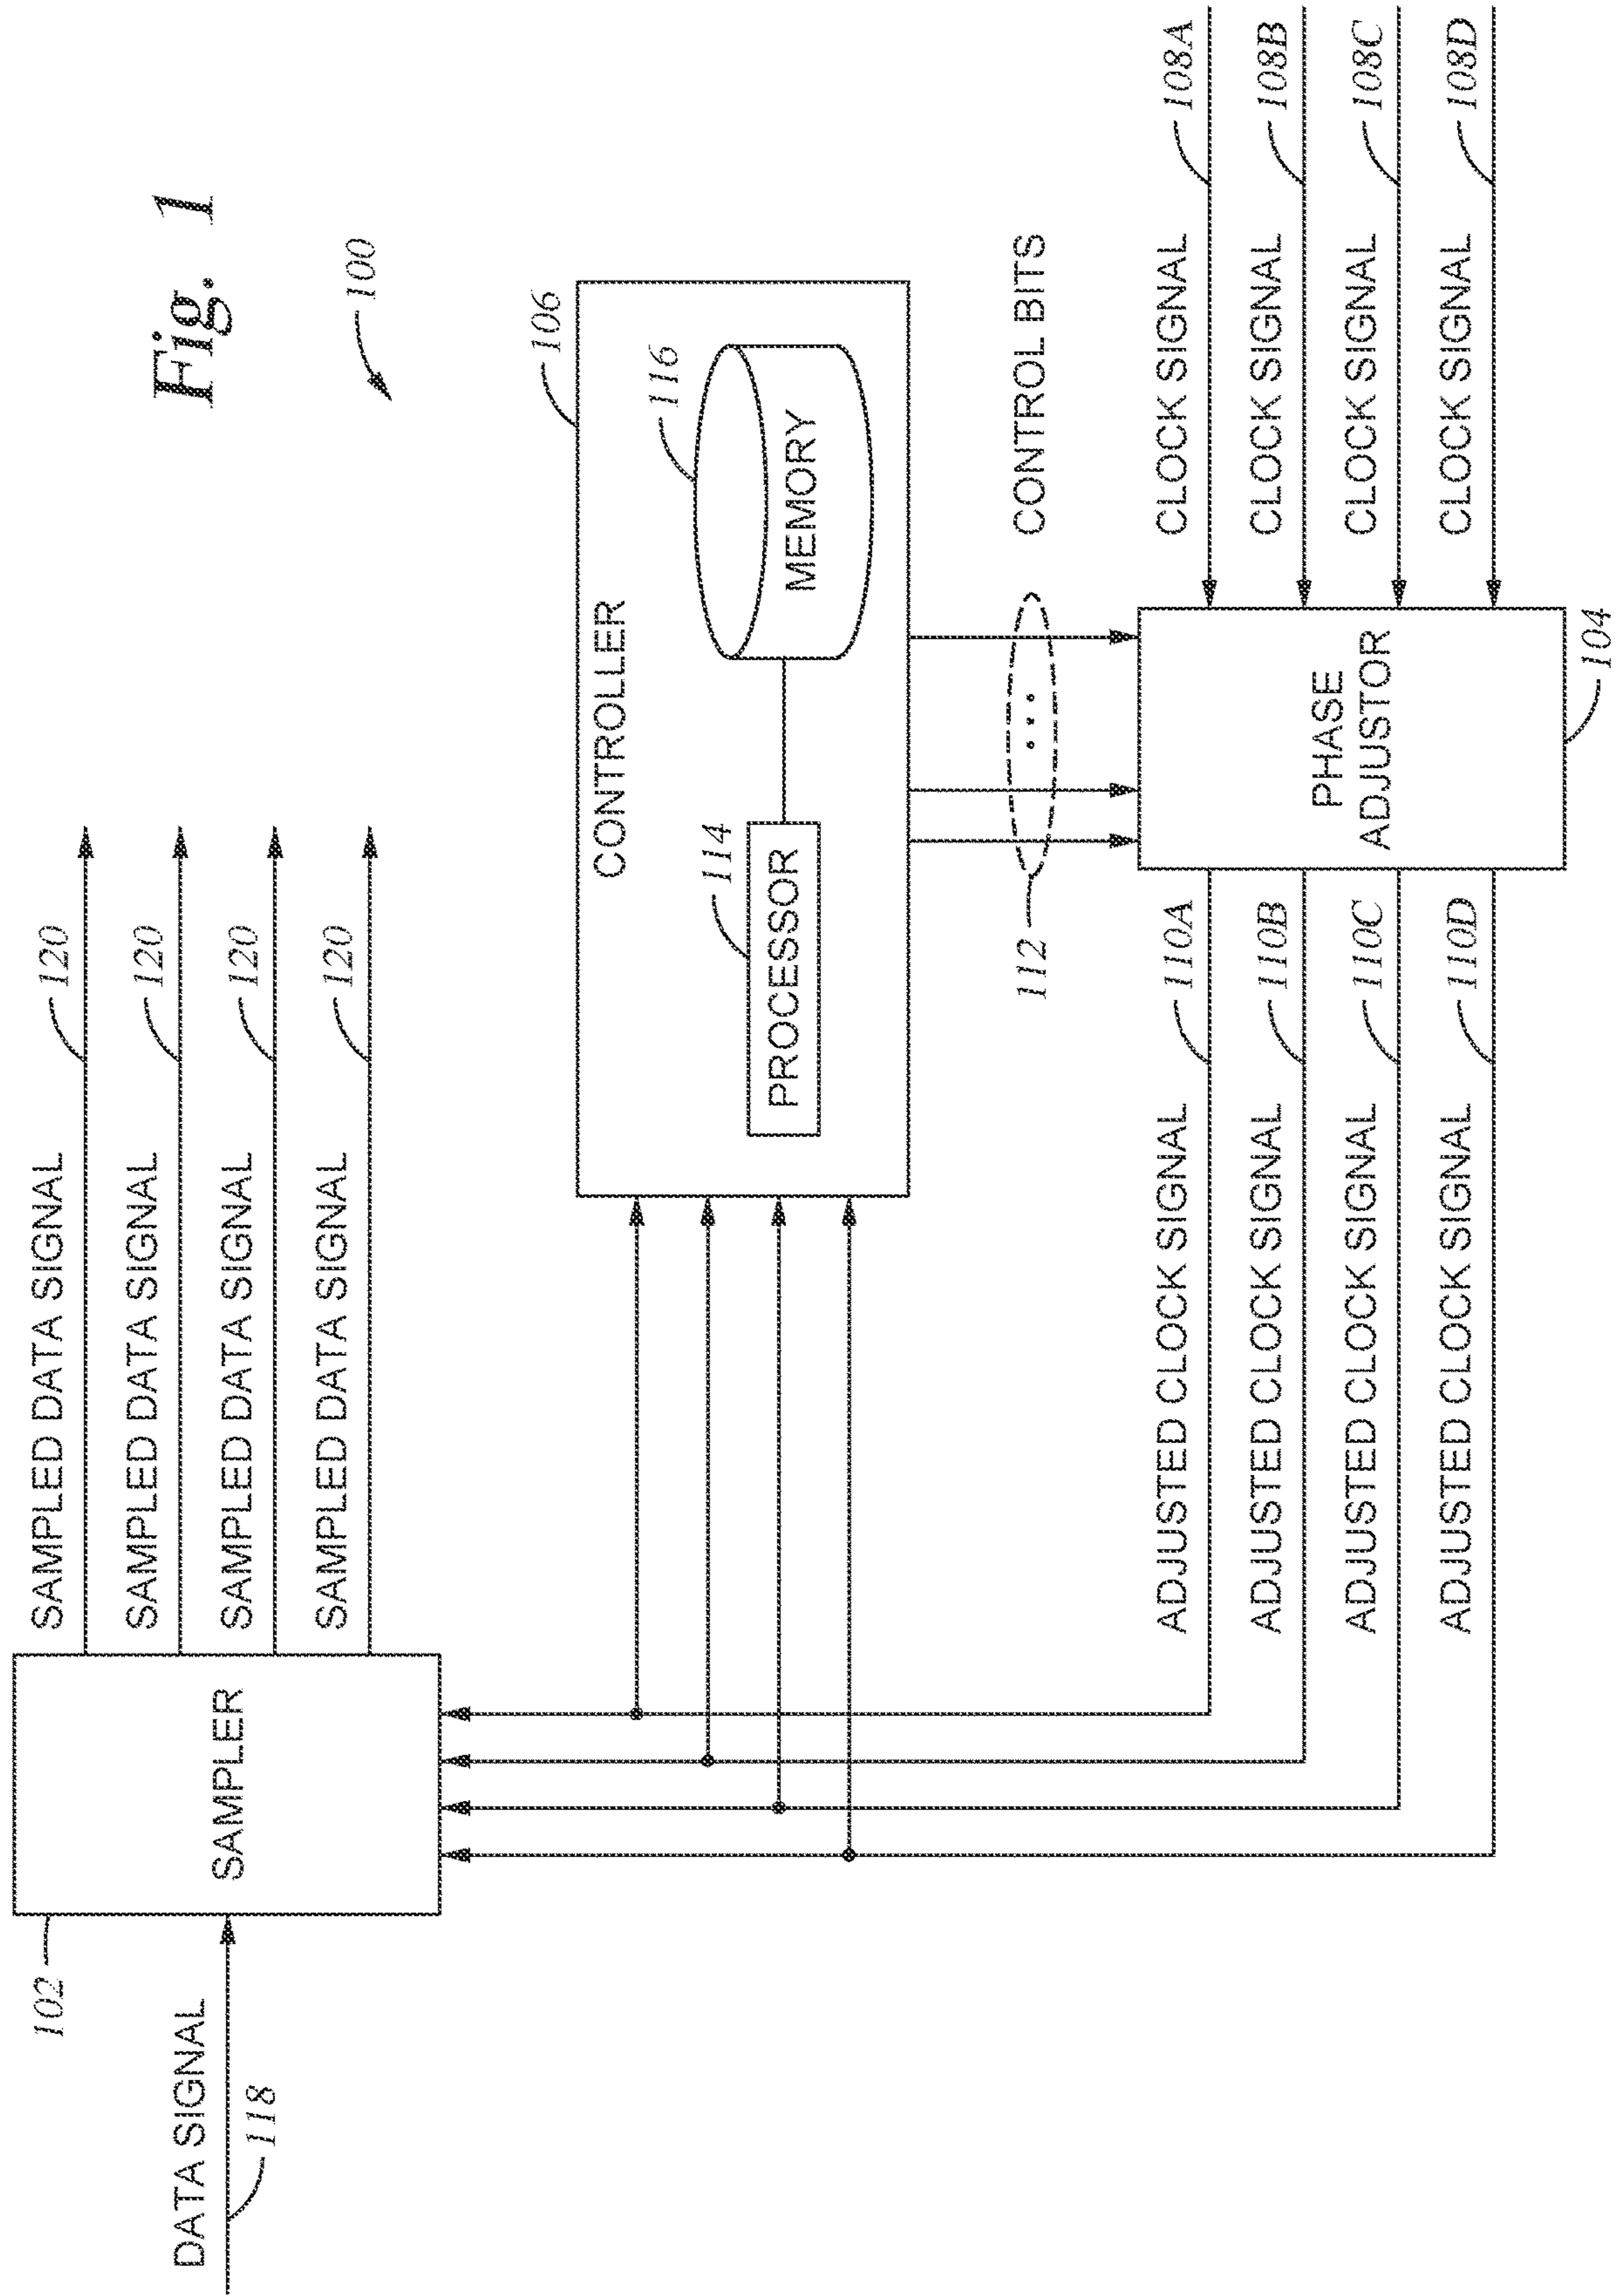 Fig. 1
100
SAMPLED DATA SIGNAL
120
SAMPLED DATA SIGNAL
120
SAMPLED DATA SIGNAL
120
SAMPLED DATA SIGNAL
120
102
SAMPLER
DATA SIGNAL
118
106
CONTROLLER
116
MEMORY
114
PROCESSOR
CONTROL BITS
112
...
CLOCK SIGNAL
108A
CLOCK SIGNAL
108B
CLOCK SIGNAL
108C
CLOCK SIGNAL
108D
PHASE
ADJUSTOR
104
ADJUSTED CLOCK SIGNAL
110A
ADJUSTED CLOCK SIGNAL
110B
ADJUSTED CLOCK SIGNAL
110C
ADJUSTED CLOCK SIGNAL
110D